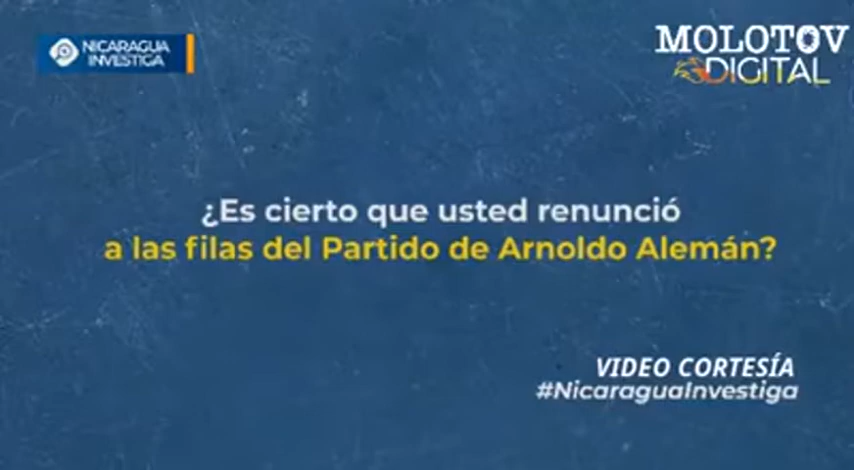 NICARAGUA
INVESTIGA
MOLOTOV
DIGITAL
¿Es cierto que usted renunció
a las filas del Partido de Arnoldo Alemán?
VIDEO CORTESÍA
#NicaraguaInvestiga